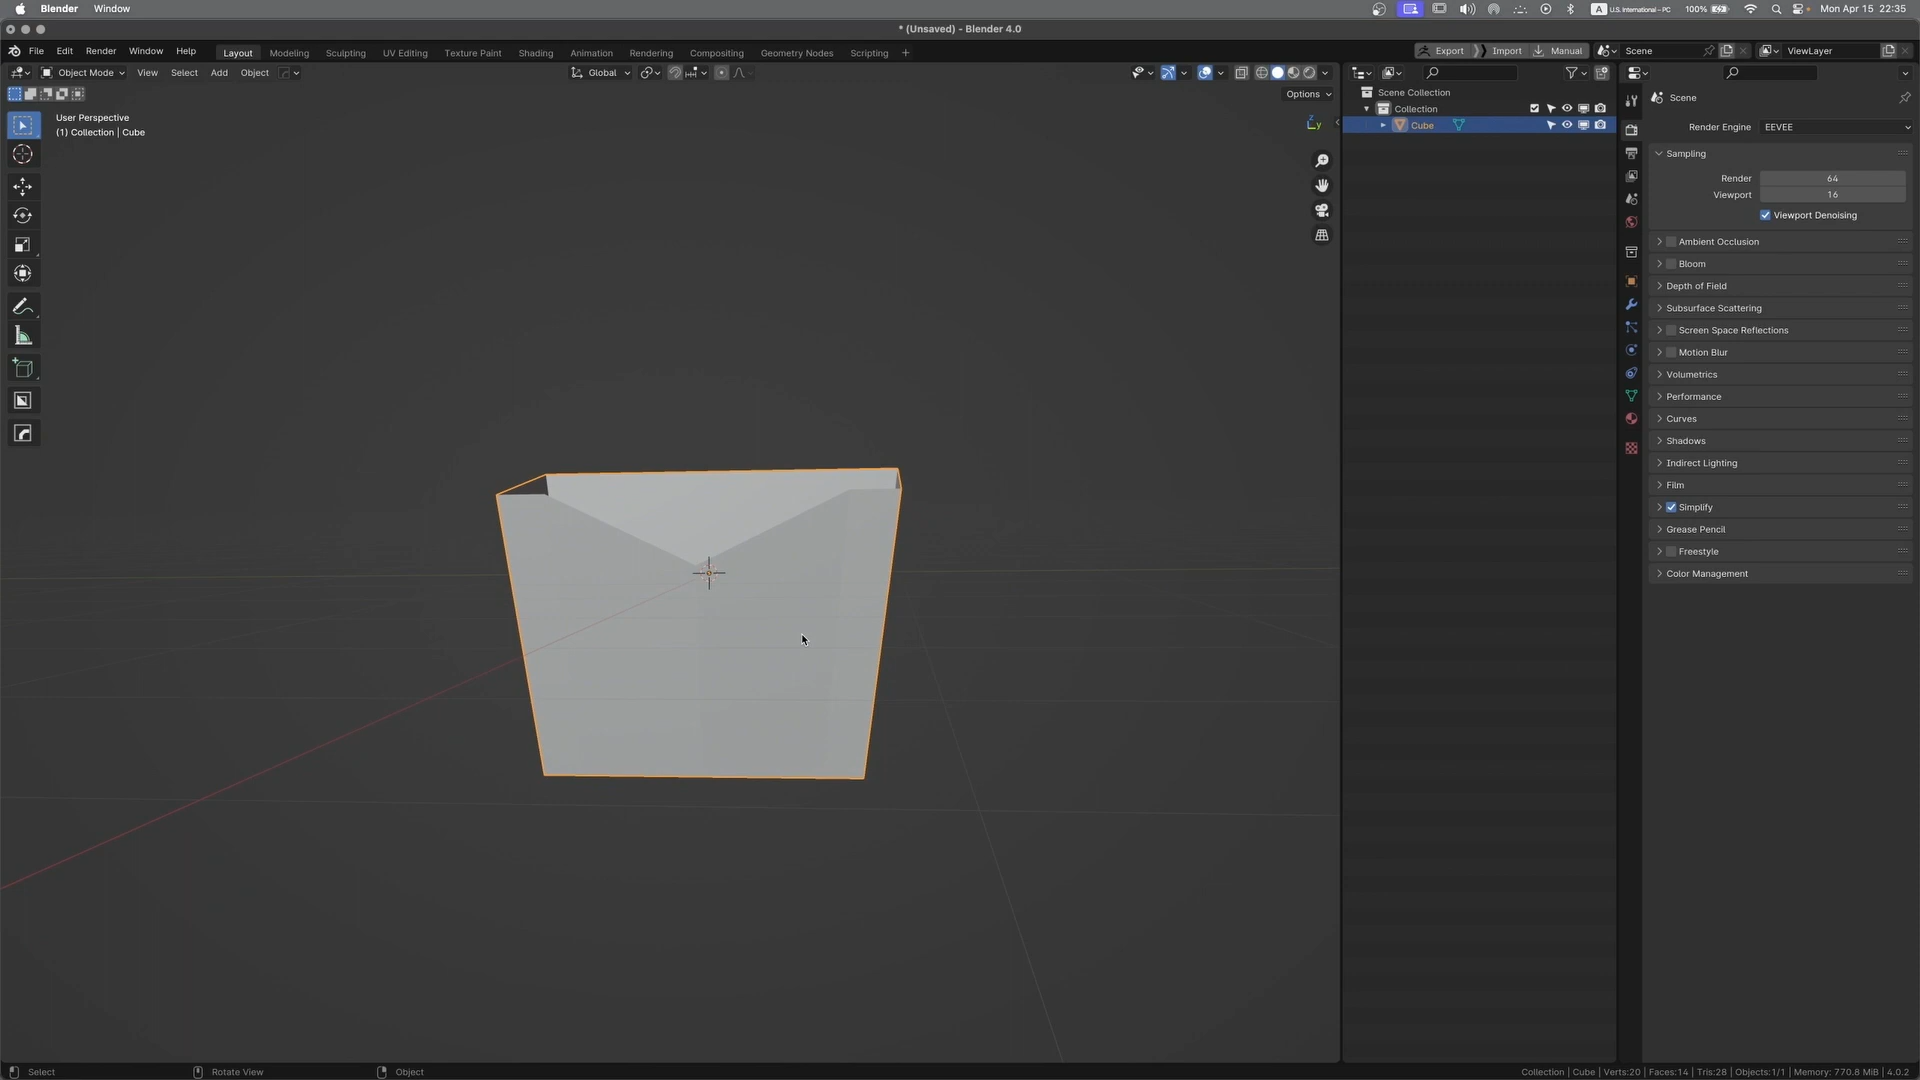 Blender Window
A U.S. International – PC 100% Mon Apr 15 22:35
* (Unsaved) - Blender 4.0
File Edit Render Window Help Layout Modeling Sculpting UV Editing Texture Paint Shading Animation Rendering Compositing Geometry Nodes Scripting + Export Import Manual Scene ViewLayer
Object Mode View Select Add Object Global
Options
User Perspective
(1) Collection | Cube
Z
Y
Scene Collection
Collection
Cube
Scene
Render Engine EEVEE
Sampling
Render 64
Viewport 16
Viewport Denoising
Ambient Occlusion
Bloom
Depth of Field
Subsurface Scattering
Screen Space Reflections
Motion Blur
Volumetrics
Performance
Curves
Shadows
Indirect Lighting
Film
Simplify
Grease Pencil
Freestyle
Color Management
Select Rotate View Object Collection | Cube | Verts:20 | Faces:14 | Tris:28 | Objects:1/1 | Memory: 770.8 MiB | 4.0.2